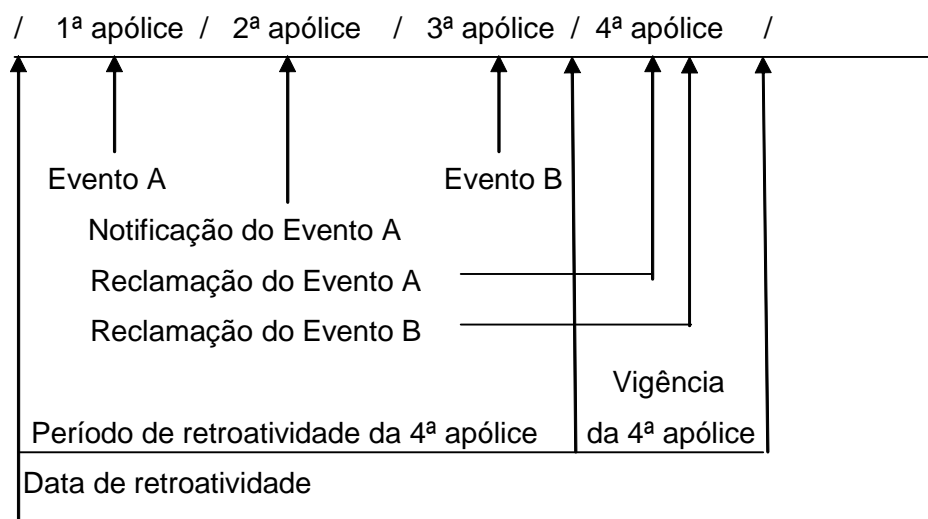 / 1ª apólice / 2ª apólice / 3ª apólice / 4ª apólice /
Evento A Evento B
Notificação do Evento A
Reclamação do Evento A
Reclamação do Evento B
Vigência
Período de retroatividade da 4ª apólice da 4ª apólice
Data de retroatividade